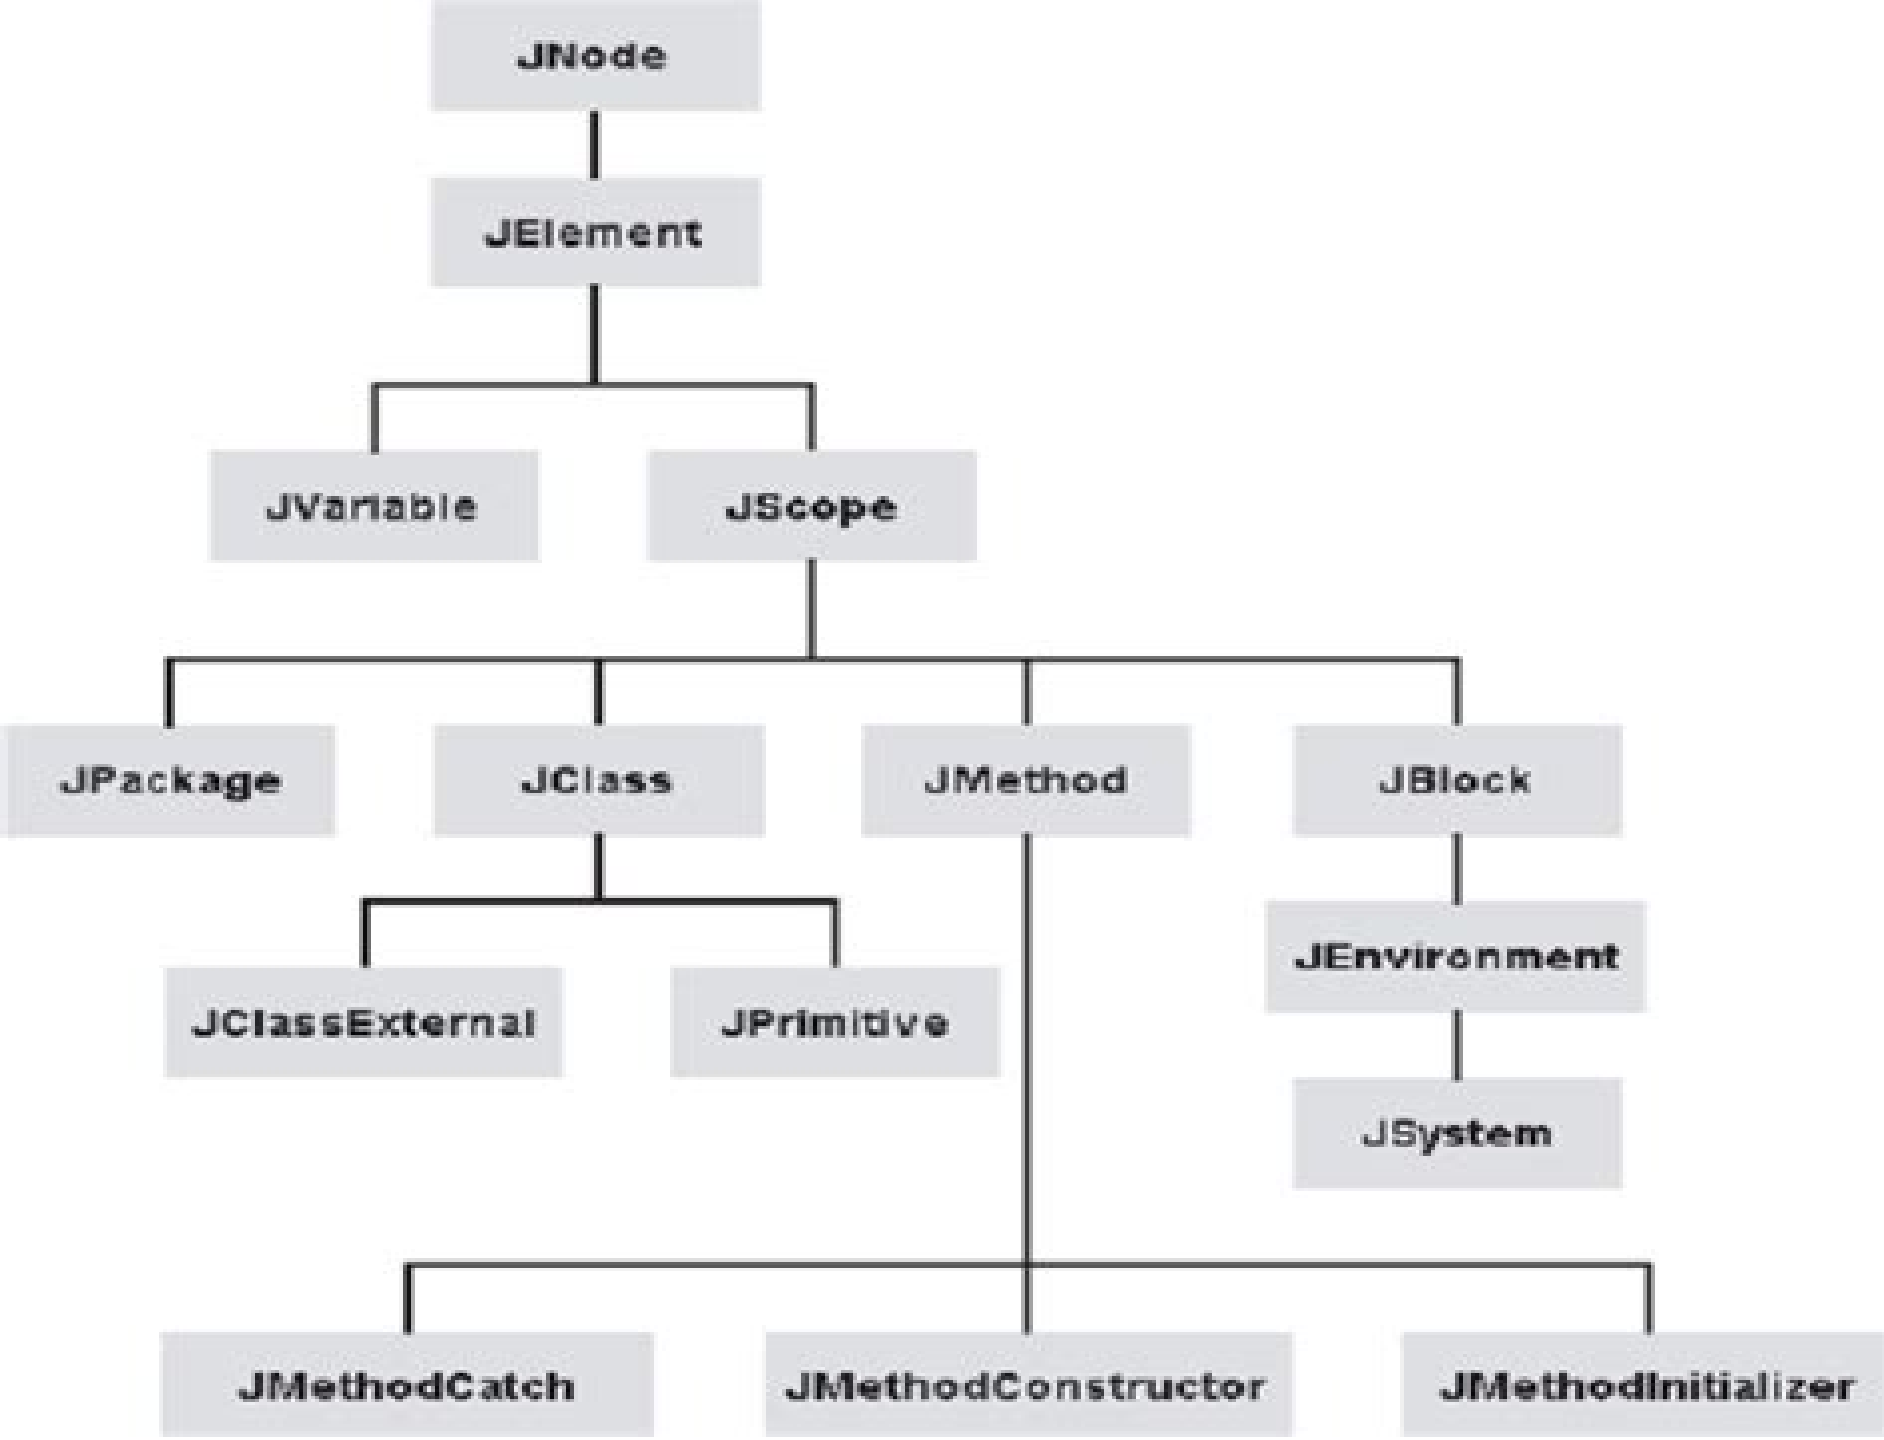 JNode
JElement
JVariable
JScope
JPackage
JClass
JMethod
JBlock
JEnvironment
JClassExternal
JPrimitive
JSystem
JMethodCatch
JMethodConstructor
JMethodInitializer